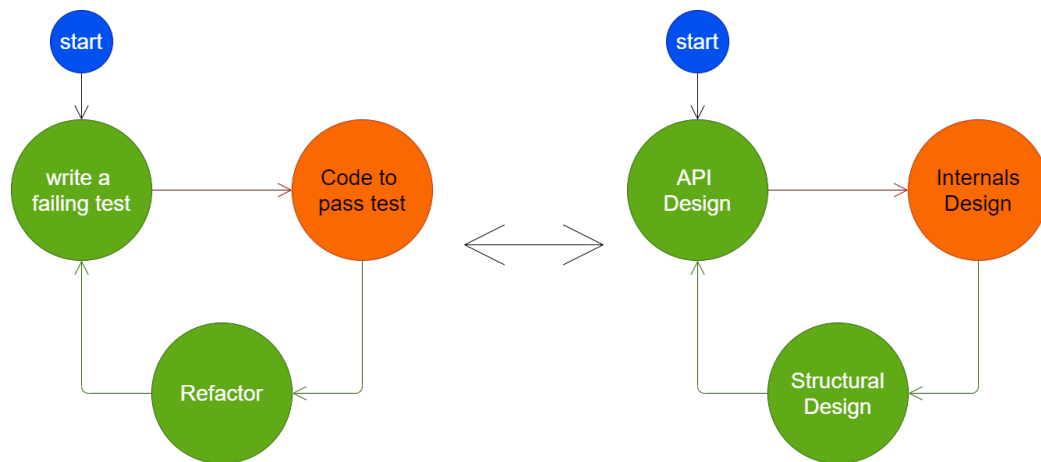 start
write a
failing test
Code to
pass test
Refactor
start
API
Design
Internals
Design
Structural
Design